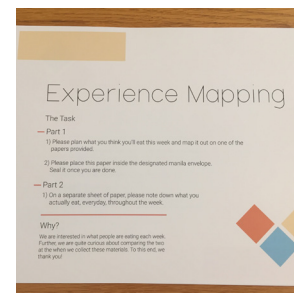 Experience Mapping
The Task
Part 1
1) Please plan what you think you'll eat this week and map it out on one of the
papers provided.
2) Please place this paper inside the designated manila envelope.
Seal it once you are done.
Part 2
1) On a separate sheet of paper, please note down what you
actually eat, everyday, throughout the week.
Why?
We are interested in what people are eating each week.
Further, we are quite curious about comparing the two
at the when we collect these materials. To this end, we
thank you!